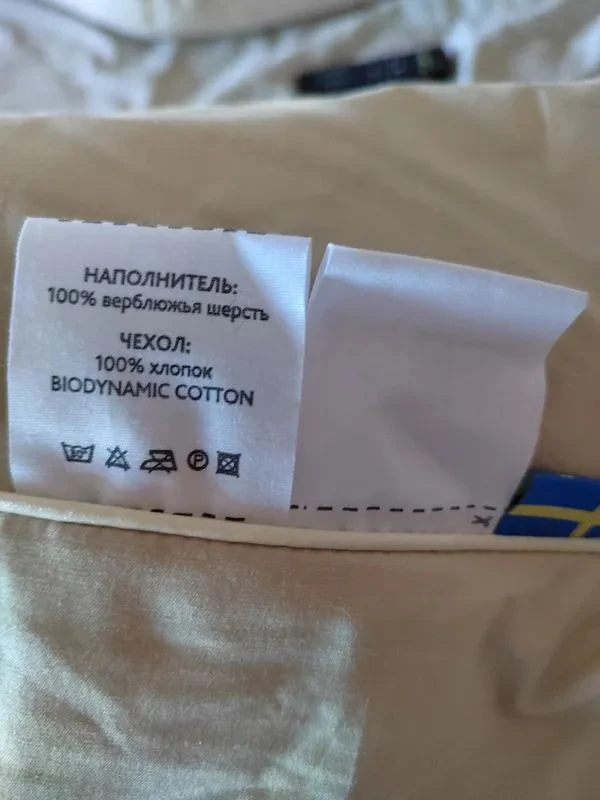 НАПОЛНИТЕЛЬ:
100% верблюжья шерсть
ЧЕХОЛ:
100% хлопок
BIODYNAMIC COTTON